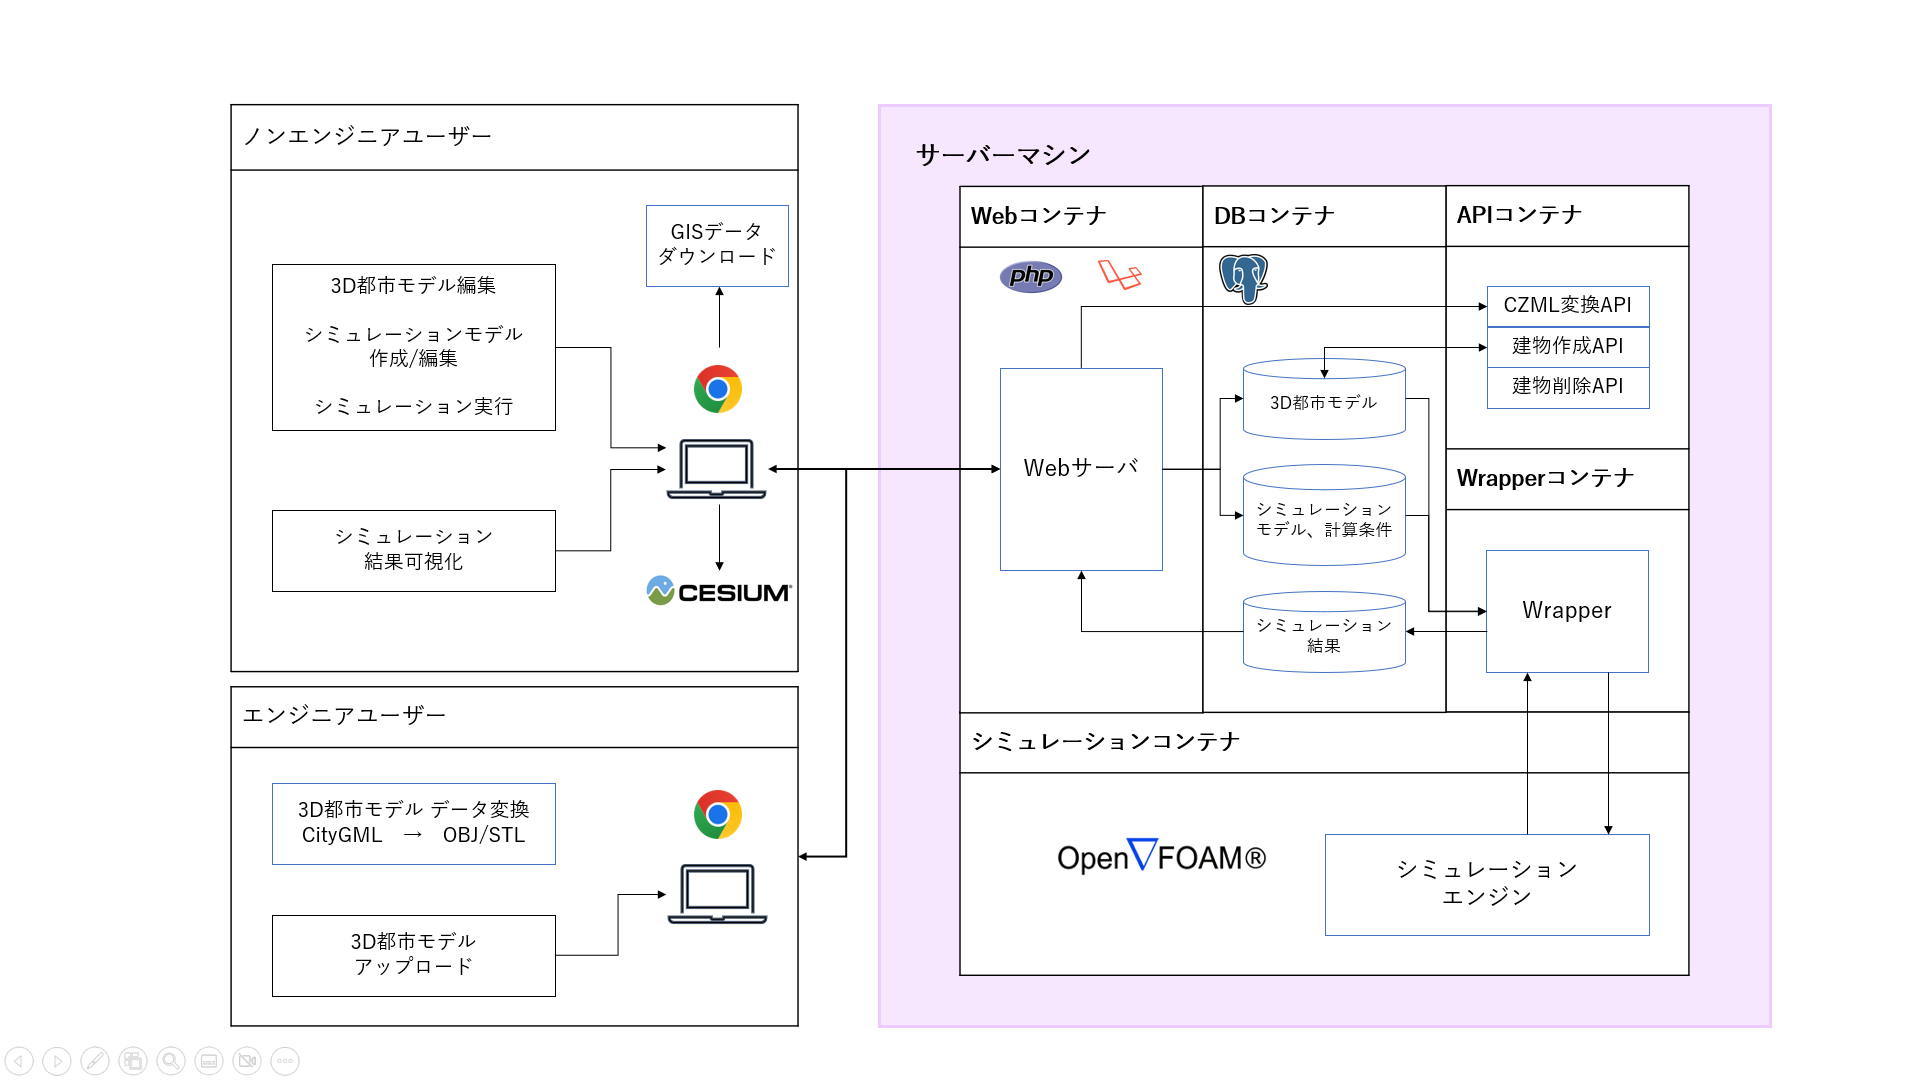 ノンエンジニアユーザー
GISデータ
ダウンロード
3D都市モデル編集
シミュレーションモデル
作成/編集
シミュレーション実行
シミュレーション
結果可視化
CESIUM
エンジニアユーザー
3D都市モデル データ変換
CityGML　→　OBJ/STL
3D都市モデル
アップロード
サーバーマシン
Webコンテナ
php
Webサーバ
DBコンテナ
3D都市モデル
シミュレーション
モデル、計算条件
シミュレーション
結果
APIコンテナ
CZML変換API
建物作成API
建物削除API
Wrapperコンテナ
Wrapper
シミュレーションコンテナ
Open▽FOAM®
シミュレーション
エンジン